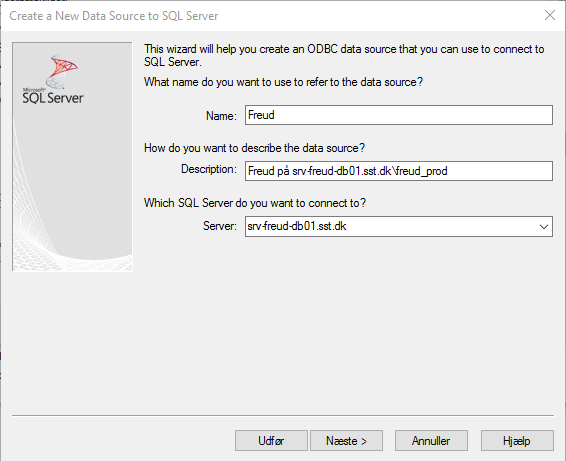 Create a New Data Source to SQL Server
Microsoft
SQL Server
This wizard will help you create an ODBC data source that you can use to connect to
SQL Server.
What name do you want to use to refer to the data source?
Name: Freud
How do you want to describe the data source?
Description: Freud på srv-freud-db01.sst.dk\freud_prod
Which SQL Server do you want to connect to?
Server: srv-freud-db01.sst.dk
Udfør Næste > Annuller Hjælp